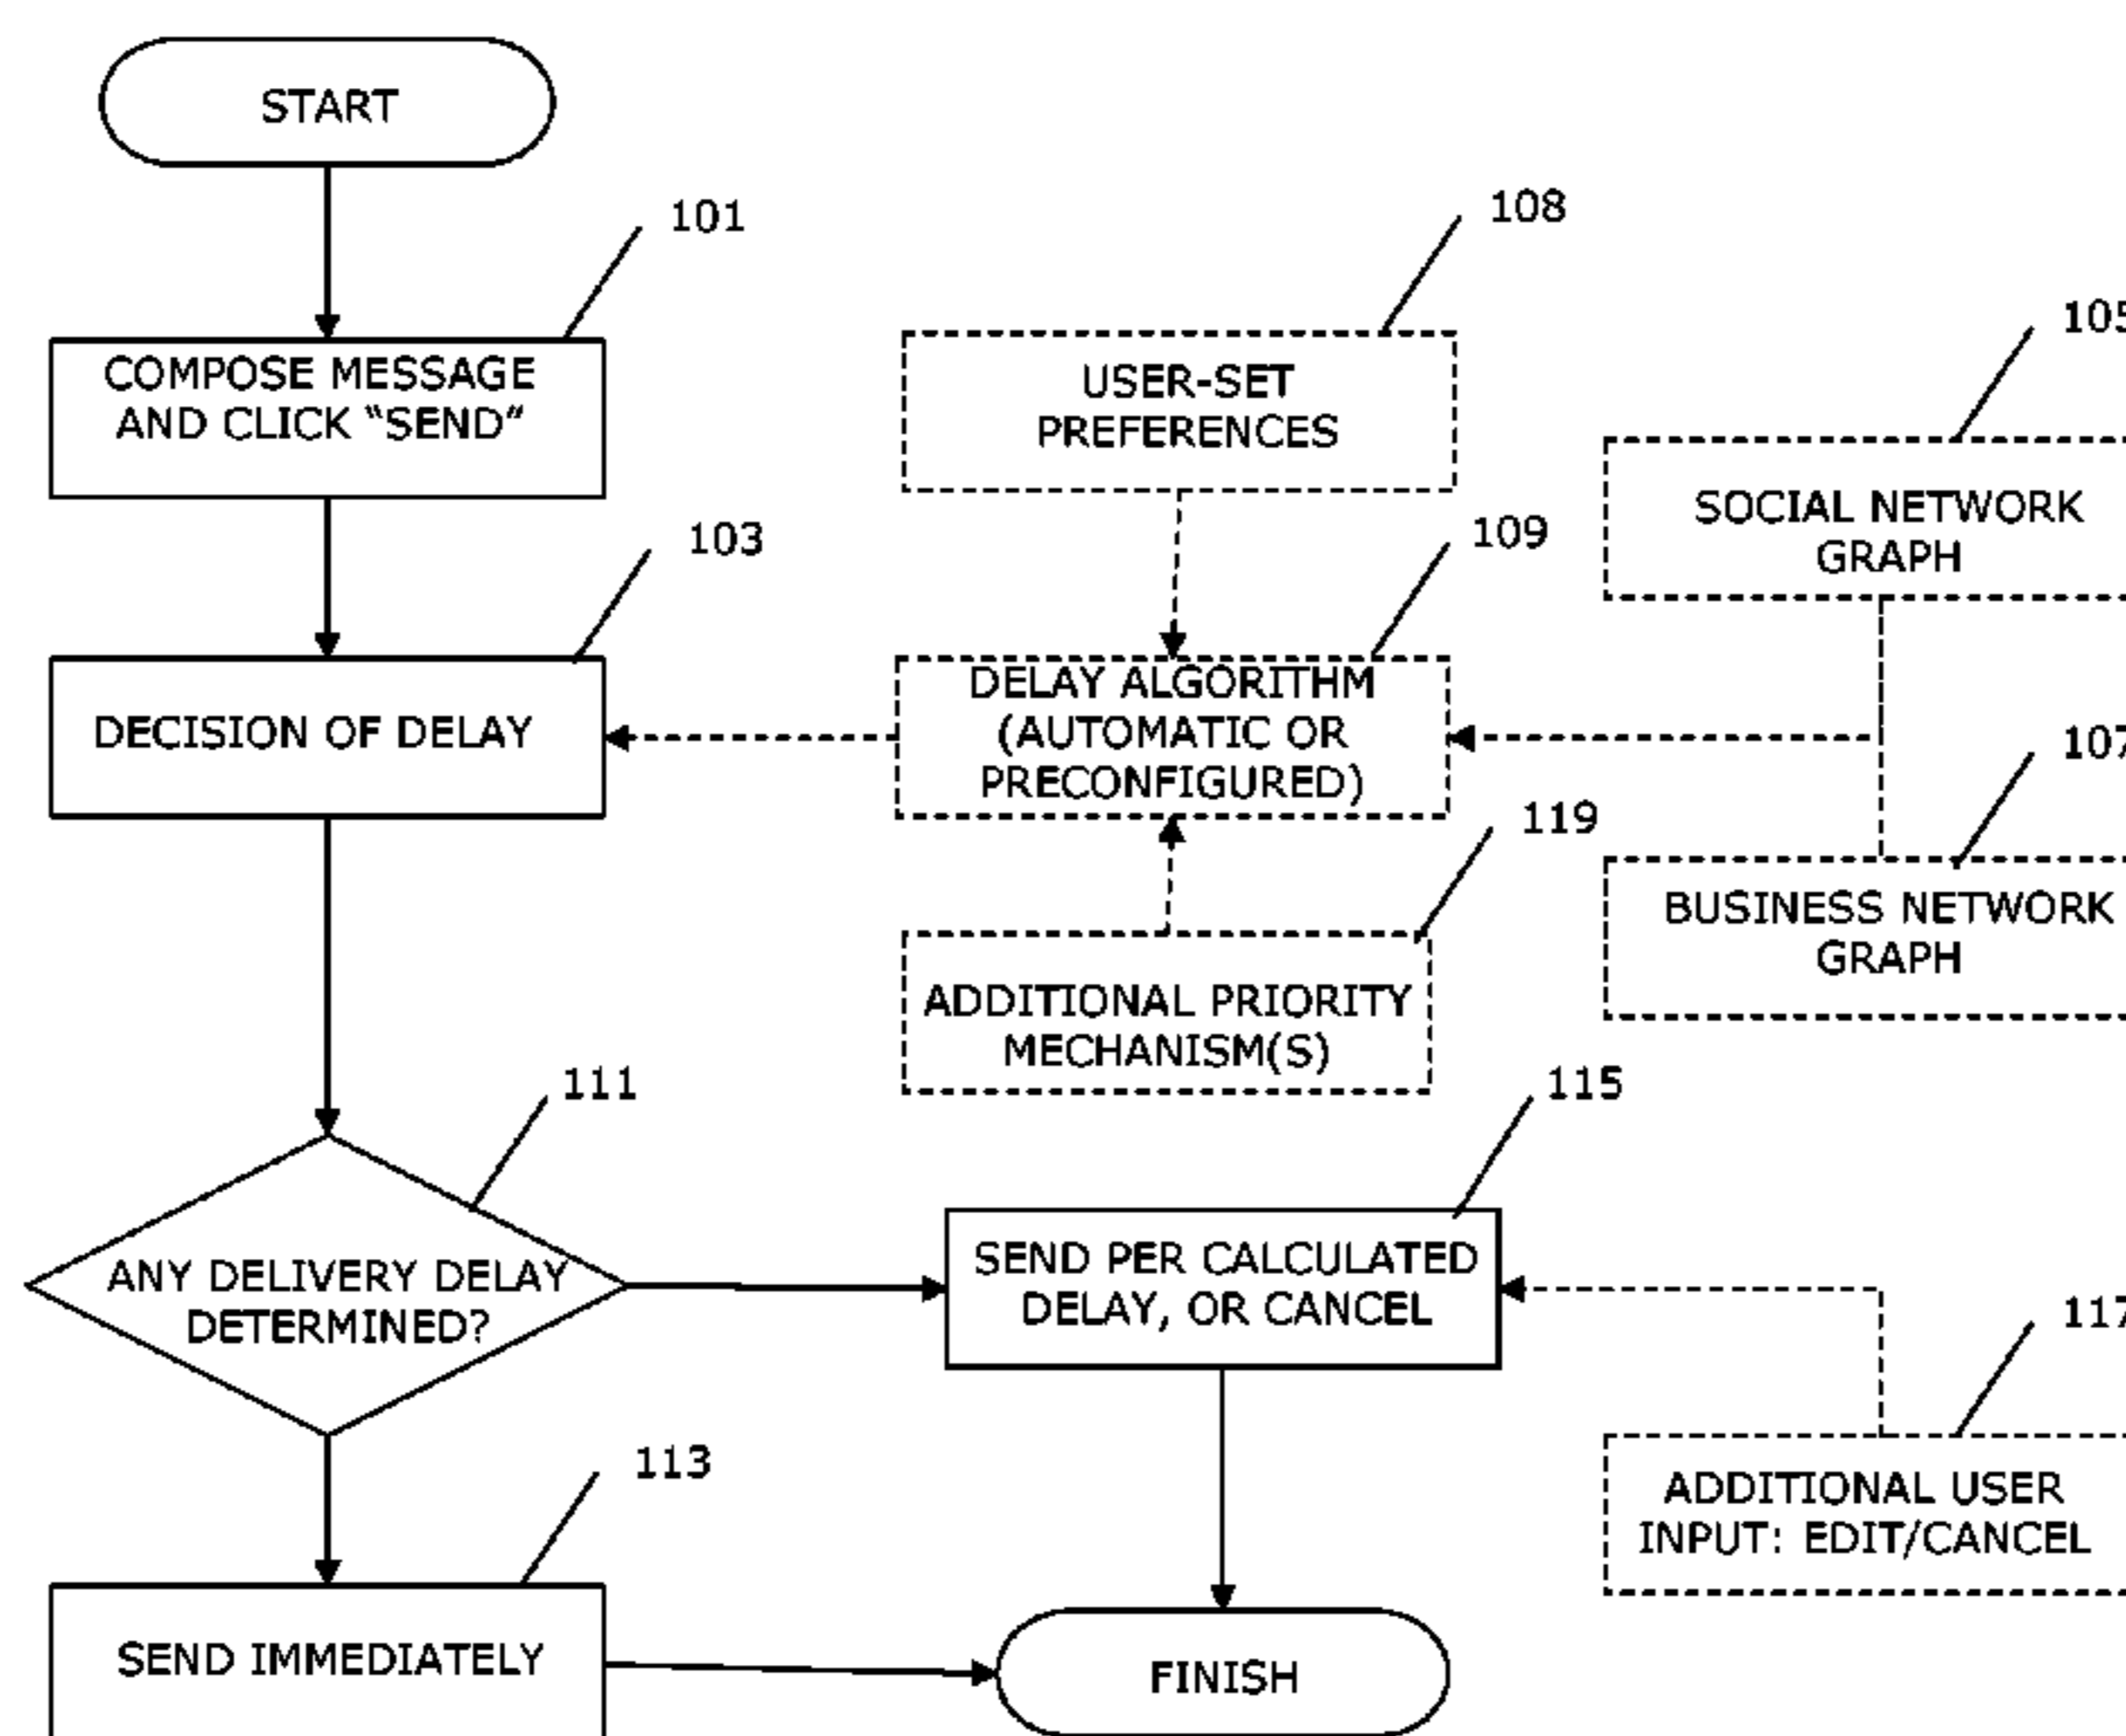 START
101
COMPOSE MESSAGE
AND CLICK “SEND”
108
USER-SET
PREFERENCES
105
SOCIAL NETWORK
GRAPH
103
DECISION OF DELAY
109
DELAY ALGORITHM
(AUTOMATIC OR
PRECONFIGURED)
107
BUSINESS NETWORK
GRAPH
119
ADDITIONAL PRIORITY
MECHANISM(S)
111
ANY DELIVERY DELAY
DETERMINED?
115
SEND PER CALCULATED
DELAY, OR CANCEL
117
ADDITIONAL USER
INPUT: EDIT/CANCEL
113
SEND IMMEDIATELY
FINISH